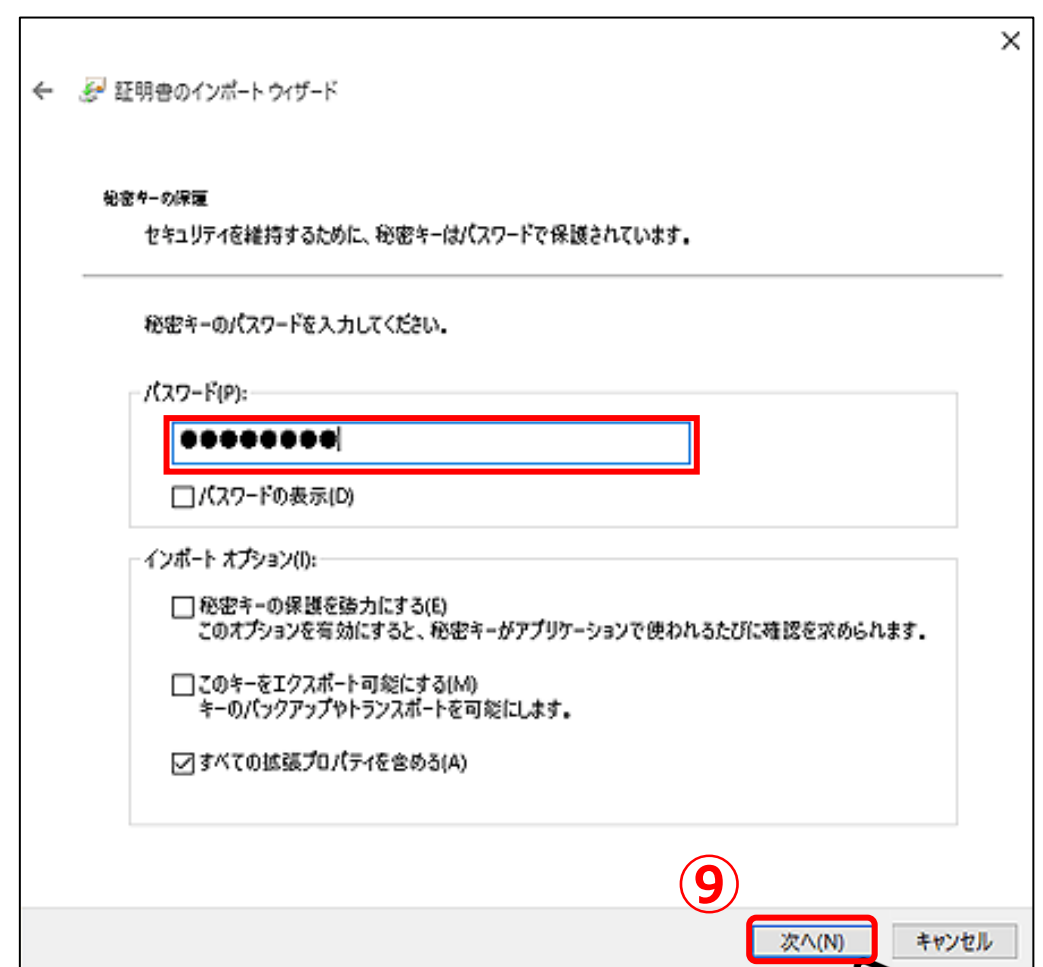 証明書のインポート ウィザード
秘密キーの保護
セキュリティを維持するために、秘密キーはパスワードで保護されています。
秘密キーのパスワードを入力してください。
パスワード(P):
●●●●●●●●
パスワードの表示(D)
インポート オプション(I):
秘密キーの保護を強力にする(E)
このオプションを有効にすると、秘密キーがアプリケーションで使われるたびに確認を求められます。
このキーをエクスポート可能にする(M)
キーのバックアップやトランスポートを可能にします。
すべての拡張プロパティを含める(A)
⑨
次へ(N)
キャンセル